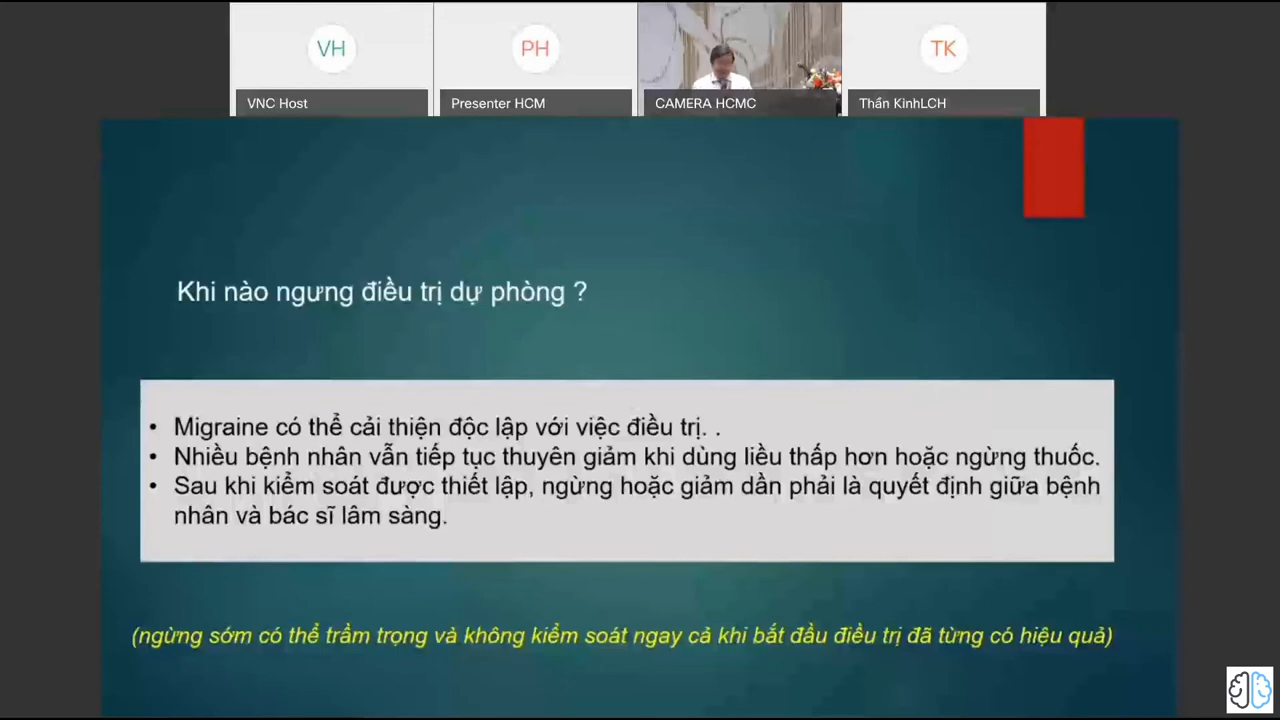 VH
PH
TK
VNC Host
Presenter HCM
CAMERA HCMC
Thần KinhLCH
Khi nào ngưng điều trị dự phòng ?
• Migraine có thể cải thiện độc lập với việc điều trị. .
• Nhiều bệnh nhân vẫn tiếp tục thuyên giảm khi dùng liều thấp hơn hoặc ngừng thuốc.
• Sau khi kiểm soát được thiết lập, ngừng hoặc giảm dần phải là quyết định giữa bệnh
nhân và bác sĩ lâm sàng.
(ngừng sớm có thể trầm trọng và không kiểm soát ngay cả khi bắt đầu điều trị đã từng có hiệu quả)